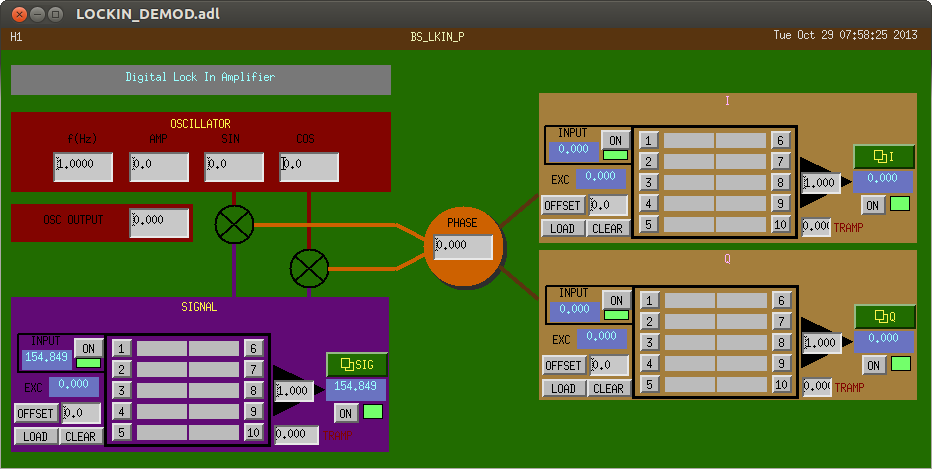 LOCKIN_DEMOD.adl
H1 BS_LKIN_P Tue Oct 29 07:58:25 2013
Digital Lock In Amplifier
OSCILLATOR
f(Hz) AMP SIN COS
1.0000 0.0 0.0 0.0
OSC OUTPUT 0.000
PHASE
0.000
SIGNAL
INPUT
154.849
ON
EXC 0.000
OFFSET 0.0
LOAD CLEAR
1 6
2 7
3 8
4 9
5 10
1.000
0.000 TRAMP
SIG
154.849
ON
I
INPUT
0.000
ON
EXC 0.000
OFFSET 0.0
LOAD CLEAR
1 6
2 7
3 8
4 9
5 10
1.000
0.000 TRAMP
I
0.000
ON
Q
INPUT
0.000
ON
EXC 0.000
OFFSET 0.0
LOAD CLEAR
1 6
2 7
3 8
4 9
5 10
1.000
0.000 TRAMP
Q
0.000
ON